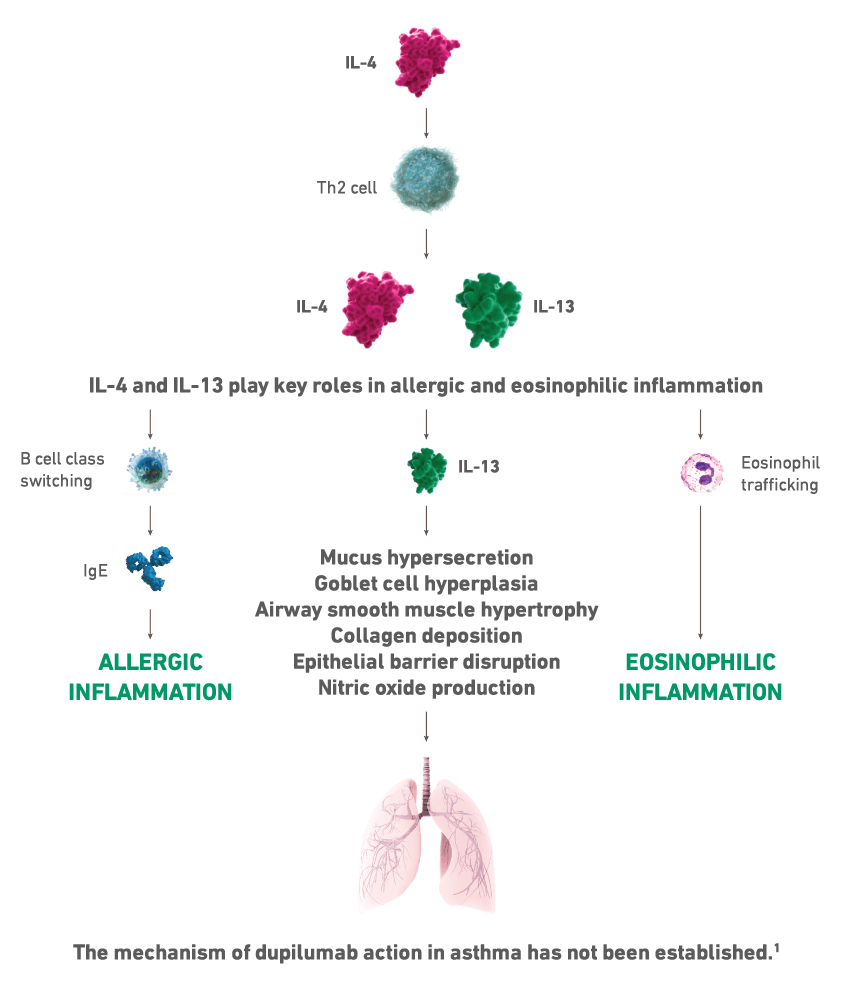 IL-4
Th2 cell
IL-4
IL-13
IL-4 and IL-13 play key roles in allergic and eosinophilic inflammation
B cell class
switching
IL-13
Eosinophil
trafficking
IgE
Mucus hypersecretion
Goblet cell hyperplasia
Airway smooth muscle hypertrophy
Collagen deposition
Epithelial barrier disruption
Nitric oxide production
ALLERGIC
INFLAMMATION
EOSINOPHILIC
INFLAMMATION
The mechanism of dupilumab action in asthma has not been established.¹